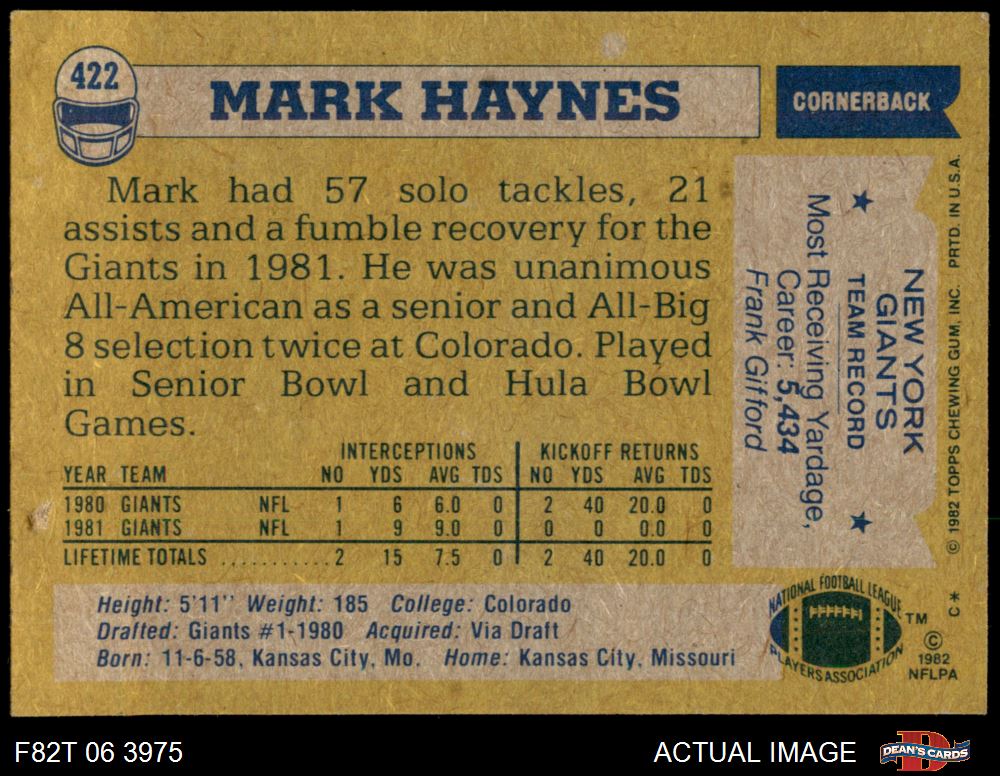 422
MARK HAYNES
CORNERBACK
Mark had 57 solo tackles, 21
assists and a fumble recovery for the
Giants in 1981. He was unanimous
All-American as a senior and All-Big
8 selection twice at Colorado. Played
in Senior Bowl and Hula Bowl
Games.
INTERCEPTIONS KICKOFF RETURNS
YEAR TEAM NO YDS AVG TDS NO YDS AVG TDS
1980 GIANTS NFL 1 6 6.0 0 2 40 20.0 0
1981 GIANTS NFL 1 9 9.0 0 0 0 0.0 0
LIFETIME TOTALS ........... 2 15 7.5 0 2 40 20.0 0
Height: 5'11" Weight: 185 College: Colorado
Drafted: Giants #1-1980 Acquired: Via Draft
Born: 11-6-58, Kansas City, Mo. Home: Kansas City, Missouri
NEW YORK
GIANTS
★ TEAM RECORD ★
Most Receiving Yardage,
Career: 5,434
Frank Gifford
© 1982 TOPPS CHEWING GUM, INC. PRTD. IN U.S.A.
C*
NATIONAL FOOTBALL LEAGUE
PLAYERS ASSOCIATION
TM
©
1982
NFLPA
F82T 06 3975
ACTUAL IMAGE
D
DEAN'S CARDS